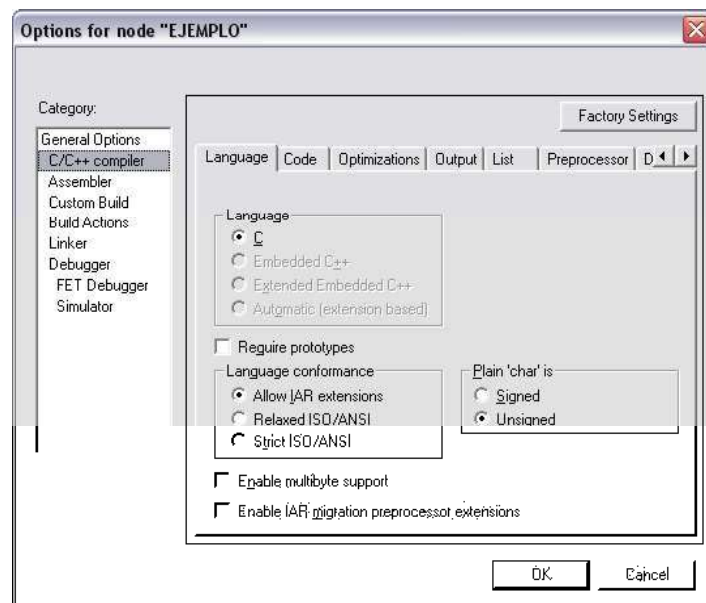 Options for node "EJEMPLO"
Category:
Factory Settings
General Options
C/C++ compiler
Assembler
Custom Build
Build Actions
Linker
Debugger
FET Debugger
Simulator
Language Code Optimizations Output List Preprocessor D
Language
C
Embedded C++
Extended Embedded C++
Automatic (extension based)
Require prototypes
Language conformance
Allow IAR extensions
Relaxed ISO/ANSI
Strict ISO/ANSI
Plain 'char' is
Signed
Unsigned
Enable multibyte support
Enable IAR migration preprocessor extensions
OK Cancel